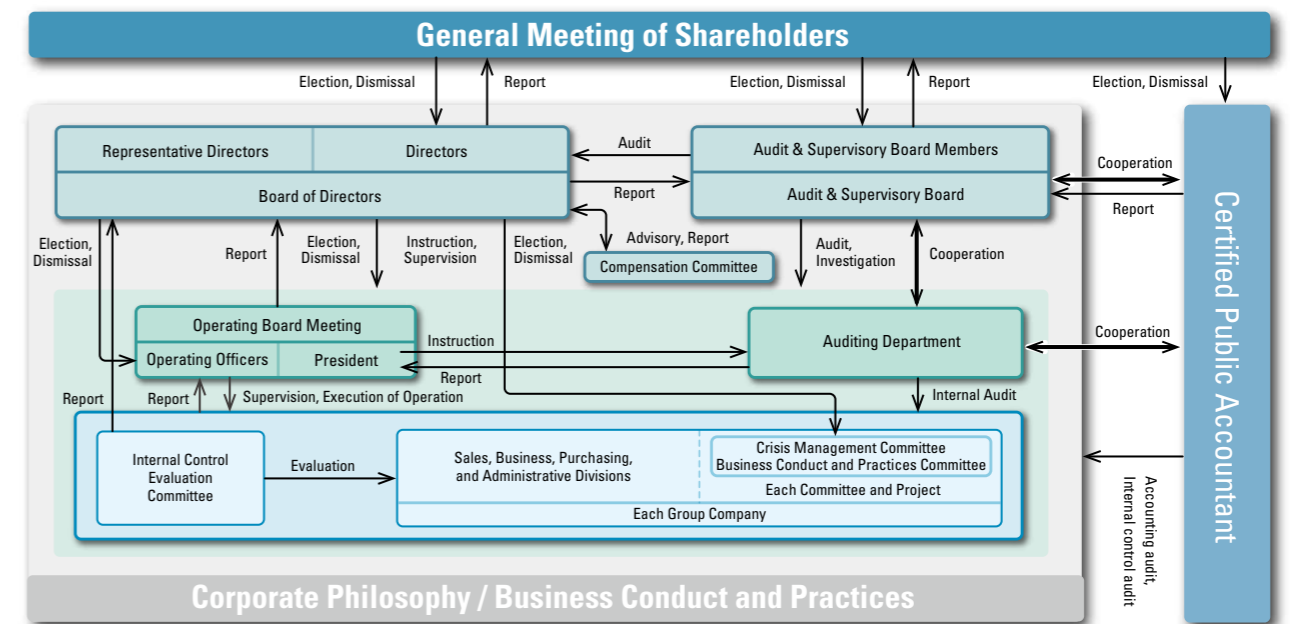 General Meeting of Shareholders
Election, Dismissal
Report
Election, Dismissal
Report
Election, Dismissal
Representative Directors
Directors
Board of Directors
Audit
Report
Audit & Supervisory Board Members
Audit & Supervisory Board
Cooperation
Report
Certified Public Accountant
Election,
Dismissal
Report
Election,
Dismissal
Instruction,
Supervision
Election,
Dismissal
Advisory, Report
Compensation Committee
Audit,
Investigation
Cooperation
Operating Board Meeting
Operating Officers
President
Instruction
Report
Auditing Department
Cooperation
Report
Report
Supervision, Execution of Operation
Internal Audit
Internal Control
Evaluation
Committee
Evaluation
Sales, Business, Purchasing,
and Administrative Divisions
Crisis Management Committee
Business Conduct and Practices Committee
Each Committee and Project
Each Group Company
Accounting audit,
Internal control audit
Corporate Philosophy / Business Conduct and Practices